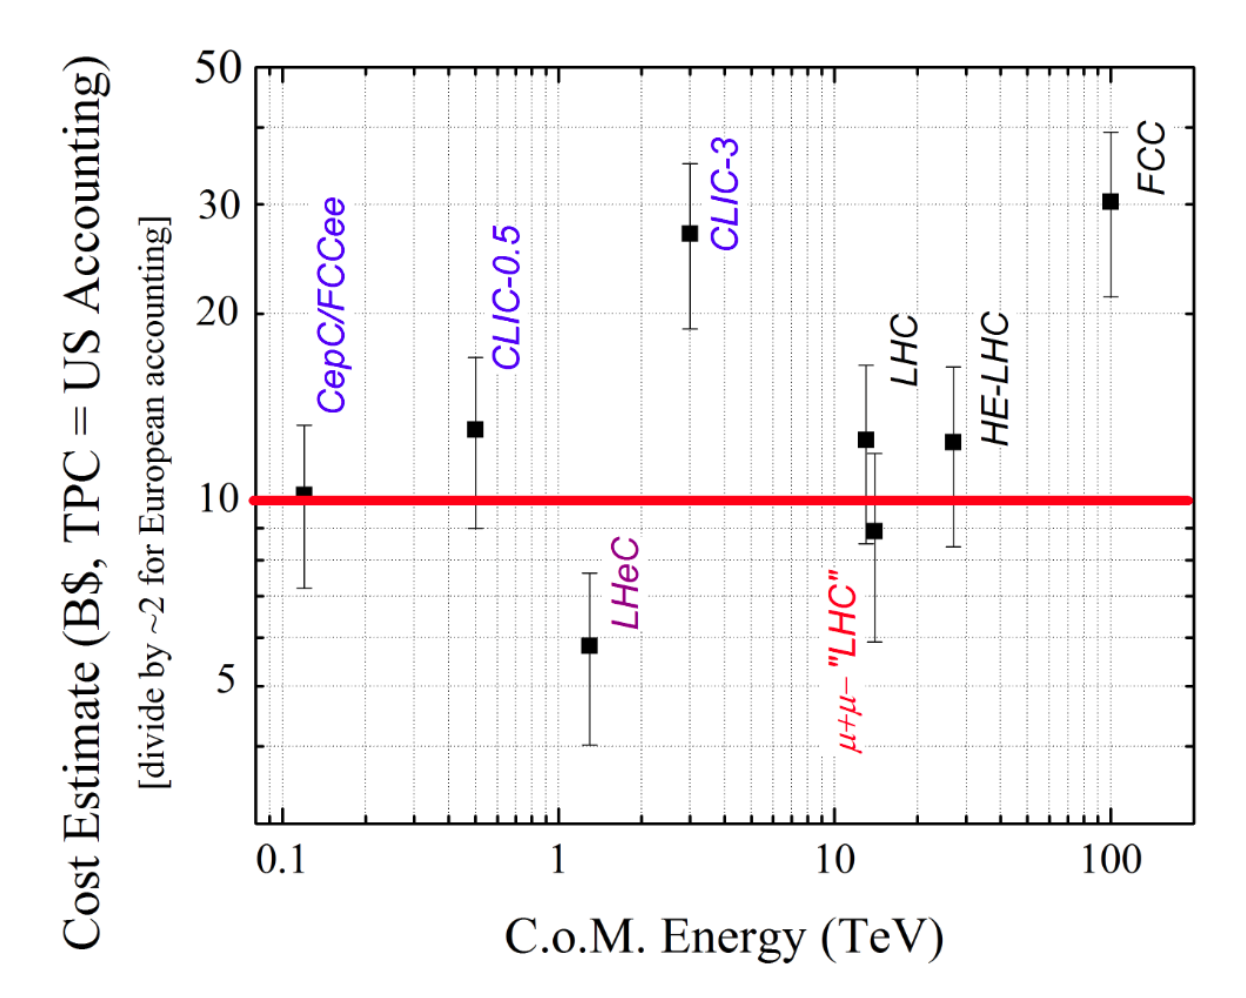 Cost Estimate (B$, TPC = US Accounting)
[divide by ~2 for European accounting]
50
30
20
10
5
CepC/FCCee
CLIC-0.5
LHeC
CLIC-3
μ+μ− "LHC"
LHC
HE-LHC
FCC
0.1
1
10
100
C.o.M. Energy (TeV)